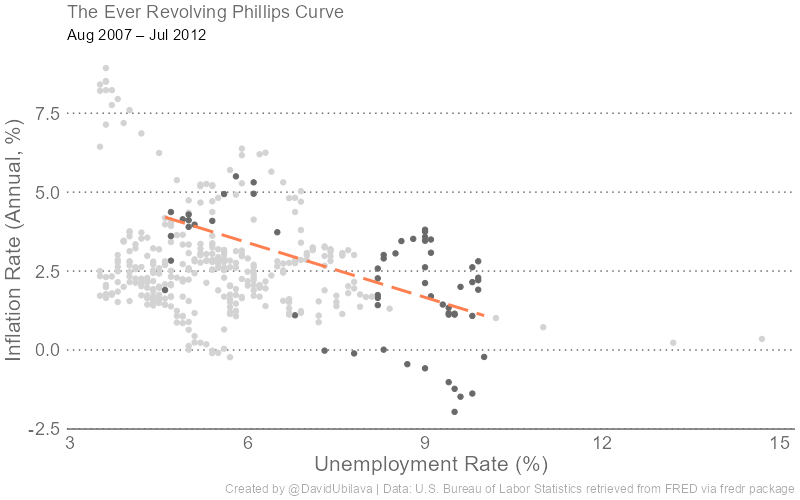 The Ever Revolving Phillips Curve
Aug 2007 – Jul 2012
Inflation Rate (Annual, %)
7.5
5.0
2.5
0.0
-2.5
3 6 9 12 15
Unemployment Rate (%)
Created by @DavidUbilava | Data: U.S. Bureau of Labor Statistics retrieved from FRED via fredr package